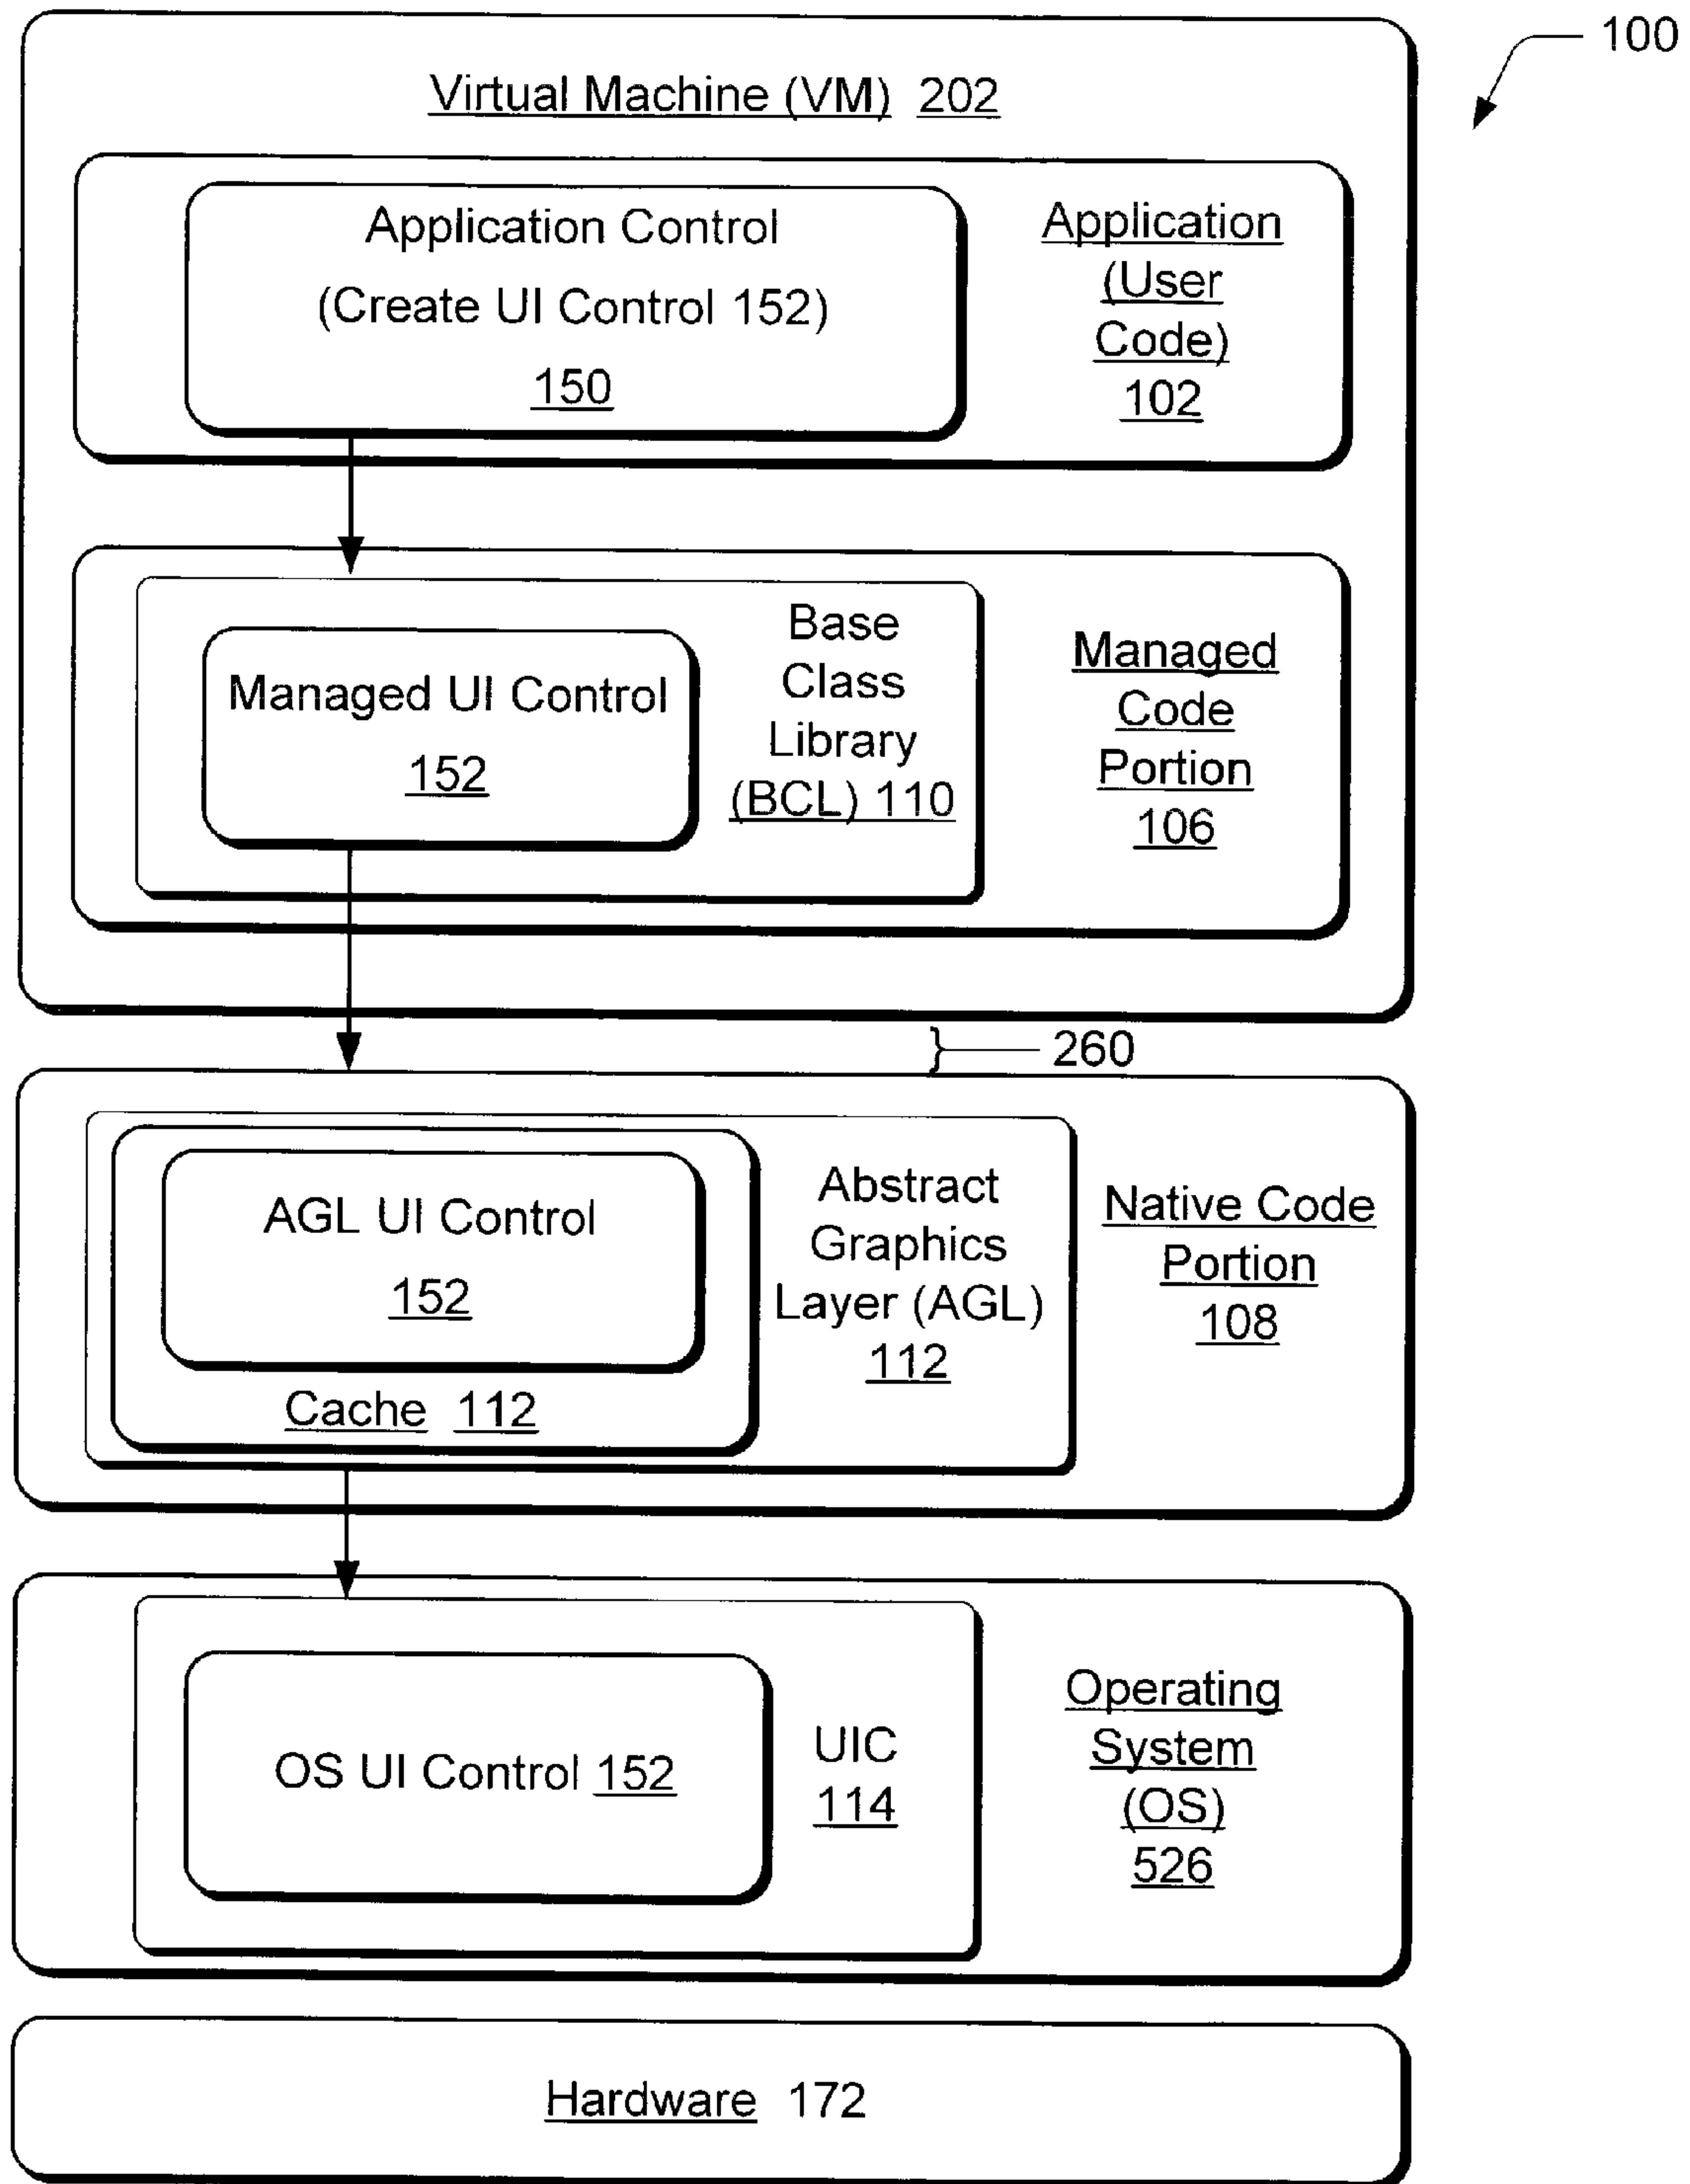 100
Virtual Machine (VM) 202
Application Control
(Create UI Control 152)
150
Application
(User
Code)
102
Managed UI Control
152
Base
Class
Library
(BCL) 110
Managed
Code
Portion
106
260
AGL UI Control
152
Cache 112
Abstract
Graphics
Layer (AGL)
112
Native Code
Portion
108
OS UI Control 152
UIC
114
Operating
System
(OS)
526
Hardware 172